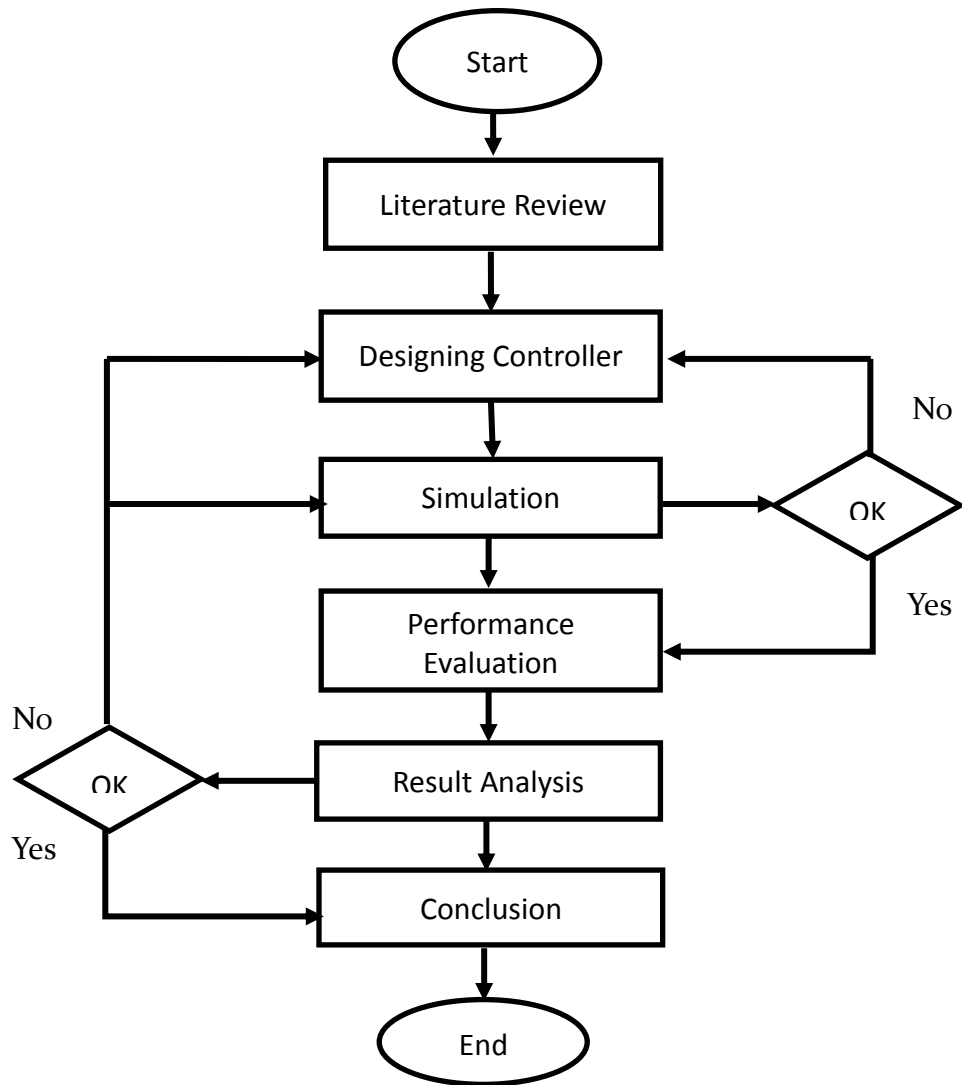 Start
Literature Review
Designing Controller
No
Simulation
OK
Yes
Performance
Evaluation
No
Result Analysis
OK
Yes
Conclusion
End